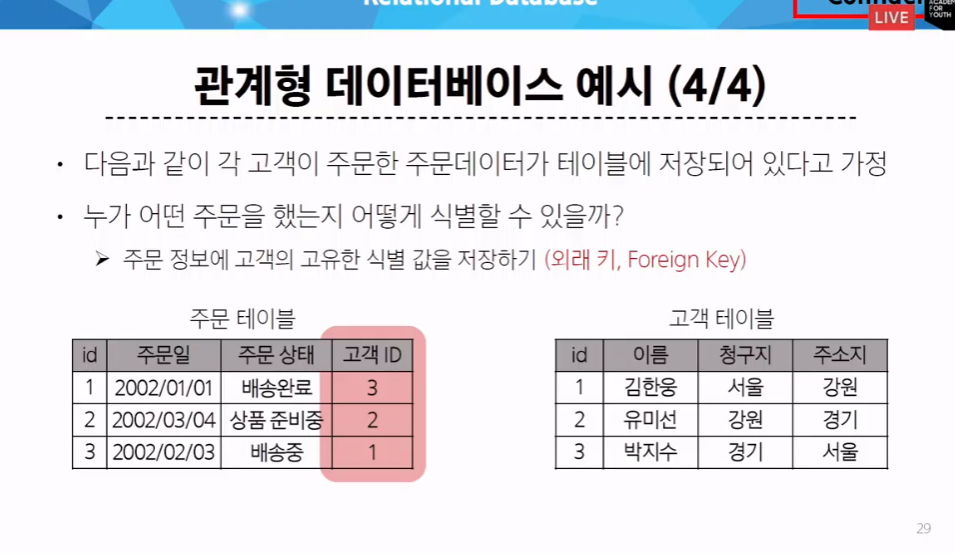 Relational Database
LIVE
FOR
YOUTH
관계형 데이터베이스 예시 (4/4)
• 다음과 같이 각 고객이 주문한 주문데이터가 테이블에 저장되어 있다고 가정
• 누가 어떤 주문을 했는지 어떻게 식별할 수 있을까?
➢ 주문 정보에 고객의 고유한 식별 값을 저장하기 (외래 키, Foreign Key)
주문 테이블
id 주문일 주문 상태 고객 ID
1 2002/01/01 배송완료 3
2 2002/03/04 상품 준비중 2
3 2002/02/03 배송중 1
고객 테이블
id 이름 청구지 주소지
1 김한웅 서울 강원
2 유미선 강원 경기
3 박지수 경기 서울
29